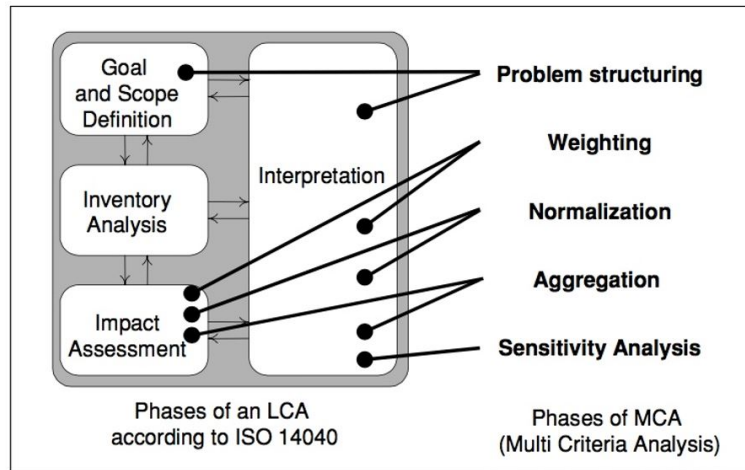 Goal
and Scope
Definition
Inventory
Analysis
Impact
Assessment
Interpretation
Problem structuring
Weighting
Normalization
Aggregation
Sensitivity Analysis
Phases of an LCA
according to ISO 14040
Phases of MCA
(Multi Criteria Analysis)